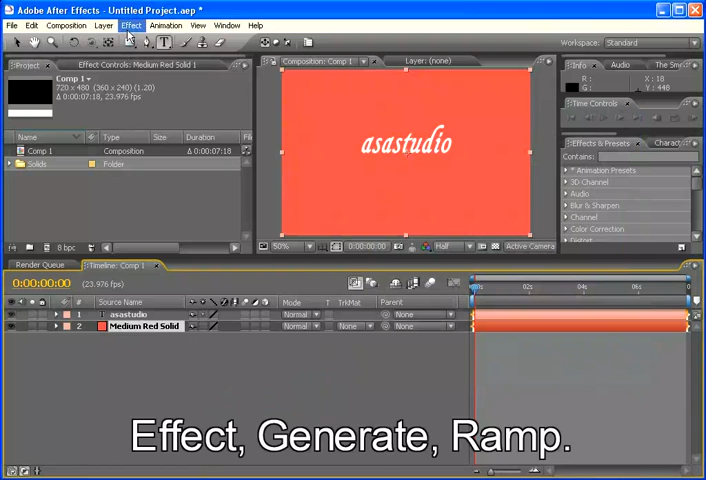 Adobe After Effects - Untitled Project.aep *
File Edit Composition Layer Effect Animation View Window Help
Workspace: Standard
Project Effect Controls: Medium Red Solid 1
Composition: Comp 1 Layer: (none)
Info Audio The Sm
Comp 1
720 x 480 (360 x 240) (1.20)
Δ 0:00:07:18, 23.976 fps
R : X : 18
G : Y : 448
Time Controls
Effects & Presets Charact
Contains:
Name Type Size Duration Fil
Comp 1 Composition 0:00:07:18
Solids Folder
* Animation Presets
3D Channel
Audio
Blur & Sharpen
Channel
Color Correction
Distort
asastudio
8 bpc
50% 0:00:00:00 Half Active Camera
Render Queue Timeline: Comp 1
0:00:00:00 (23.976 fps)
02s 04s 06s
# Source Name Mode T TrkMat Parent
1 T asastudio Normal None
2 Medium Red Solid Normal None None
Effect, Generate, Ramp.